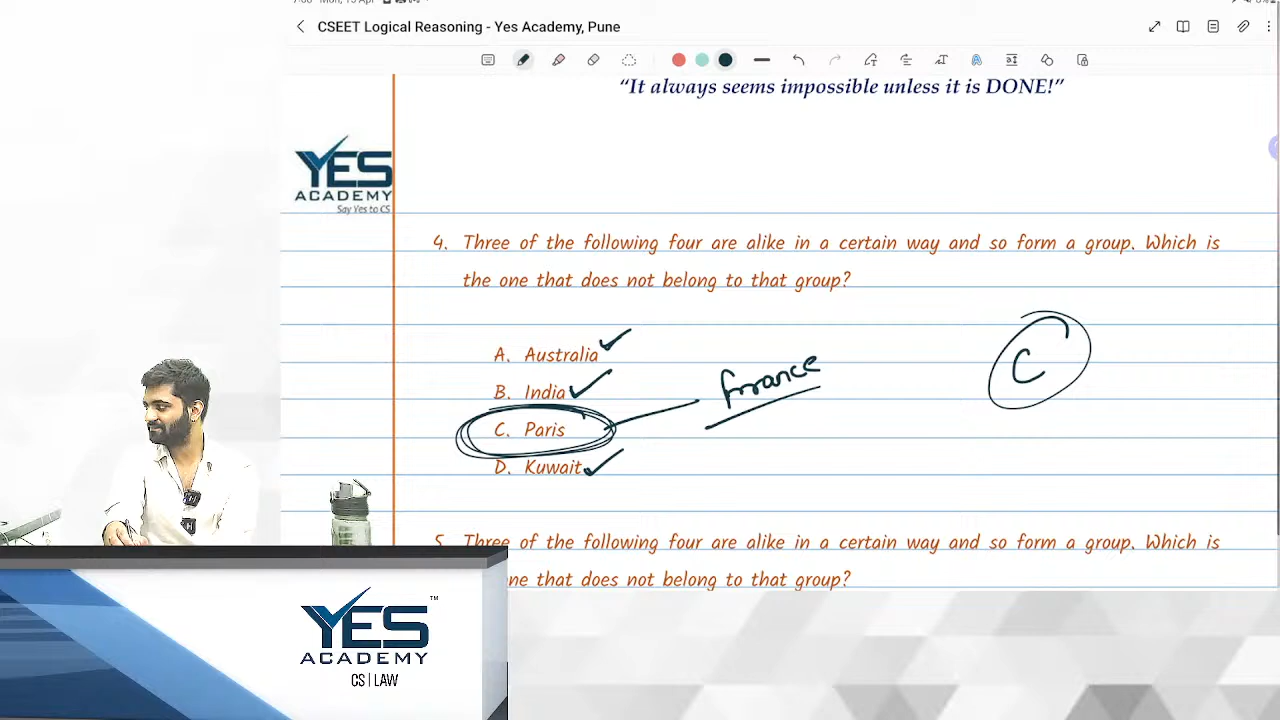 CSEET Logical Reasoning - Yes Academy, Pune
“It always seems impossible unless it is DONE!”
YES
ACADEMY
Say Yes to CS
4. Three of the following four are alike in a certain way and so form a group. Which is
the one that does not belong to that group?
A. Australia
B. India
C. Paris
D. Kuwait
France
C
5. Three of the following four are alike in a certain way and so form a group. Which is
one that does not belong to that group?
YES™
ACADEMY
CS | LAW